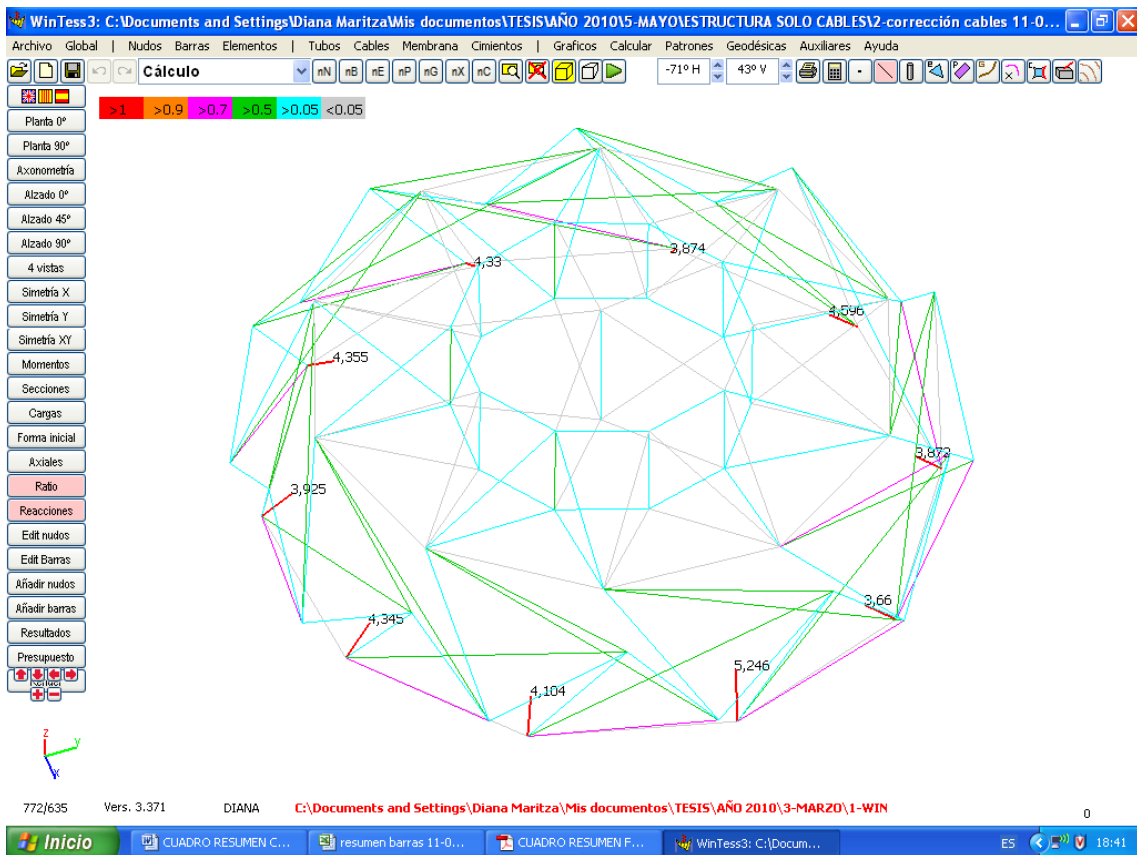 WinTess3: C:\Documents and Settings\Diana Maritza\Mis documentos\TESIS\AÑO 2010\5-MAYO\ESTRUCTURA SOLO CABLES\2-corrección cables 11-0...
Archivo Global | Nudos Barras Elementos | Tubos Cables Membrana Cimientos | Graficos Calcular Patrones Geodésicas Auxiliares Ayuda
Cálculo nN nB nE nP nG nX nC -71º H 43º V
>1 >0.9 >0.7 >0.5 >0.05 <0.05
Planta 0º
Planta 90º
Axonometría
Alzado 0º
Alzado 45º
Alzado 90º
4 vistas
Simetría X
Simetría Y
Simetría XY
Momentos
Secciones
Cargas
Forma inicial
Axiales
Ratio
Reacciones
Edit nudos
Edit Barras
Añadir nudos
Añadir barras
Resultados
Presupuesto
3,874
4,33
4,596
4,355
3,872
3,925
3,66
4,345
5,246
4,104
z
y
x
772/635 Vers. 3.371 DIANA C:\Documents and Settings\Diana Maritza\Mis documentos\TESIS\AÑO 2010\3-MARZO\1-WIN 0
Inicio CUADRO RESUMEN C... resumen barras 11-0... CUADRO RESUMEN F... WinTess3: C:\Docum... ES 18:41